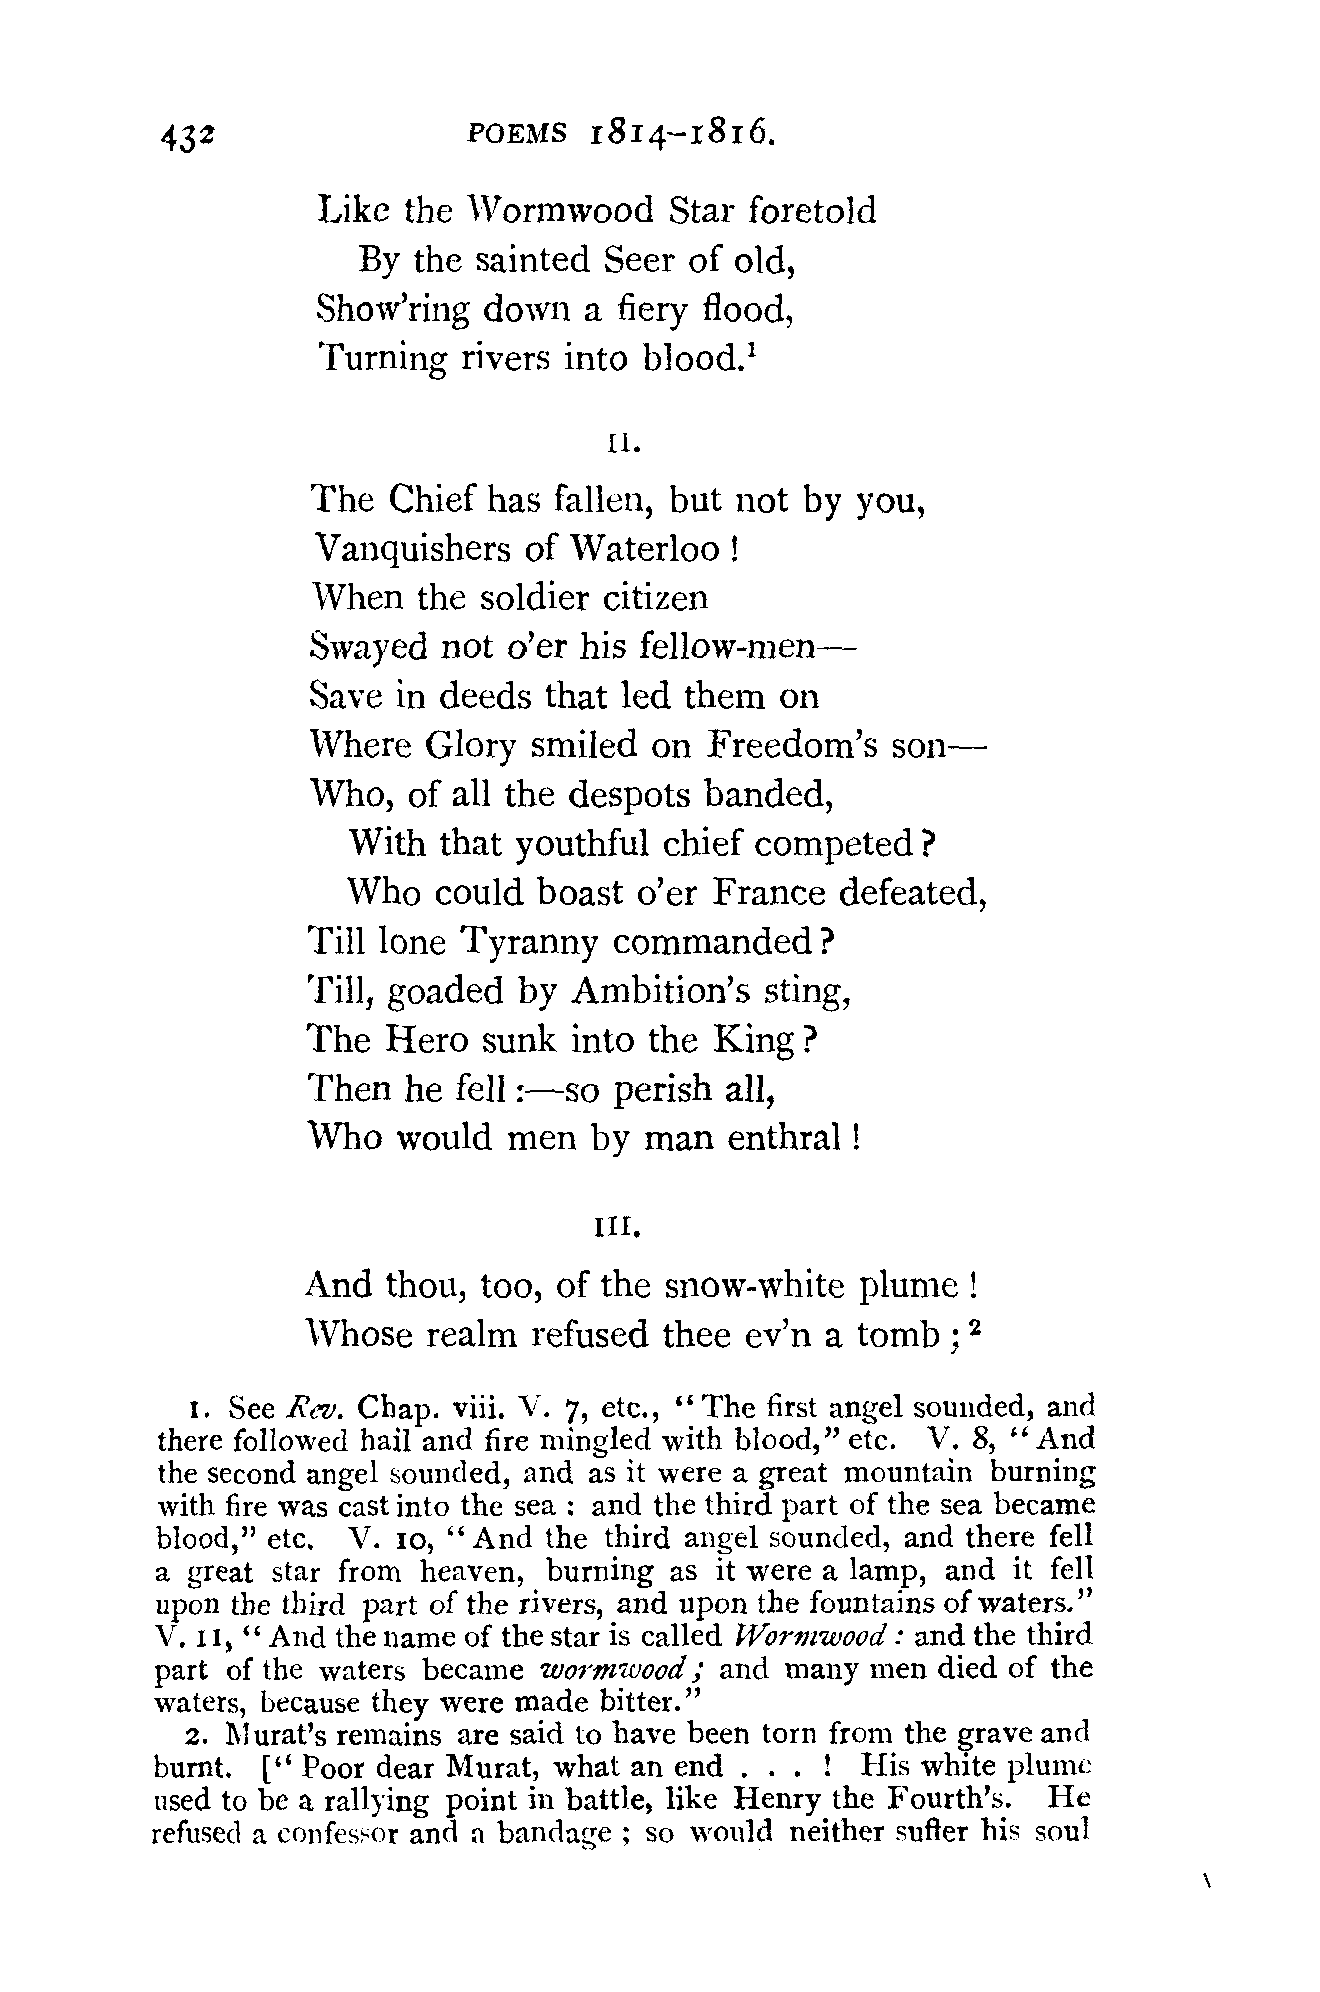 432 POEMS 1814–1816.
Like the Wormwood Star foretold
By the sainted Seer of old,
Show'ring down a fiery flood,
Turning rivers into blood.¹
II.
The Chief has fallen, but not by you,
Vanquishers of Waterloo !
When the soldier citizen
Swayed not o'er his fellow-men—
Save in deeds that led them on
Where Glory smiled on Freedom's son—
Who, of all the despots banded,
With that youthful chief competed ?
Who could boast o'er France defeated,
Till lone Tyranny commanded ?
Till, goaded by Ambition's sting,
The Hero sunk into the King ?
Then he fell :—so perish all,
Who would men by man enthral !
III.
And thou, too, of the snow-white plume !
Whose realm refused thee ev'n a tomb ; ²
1. See Rev. Chap. viii. V. 7, etc., “The first angel sounded, and
there followed hail and fire mingled with blood,” etc. V. 8, “And
the second angel sounded, and as it were a great mountain burning
with fire was cast into the sea : and the third part of the sea became
blood,” etc. V. 10, “And the third angel sounded, and there fell
a great star from heaven, burning as it were a lamp, and it fell
upon the third part of the rivers, and upon the fountains of waters.”
V. 11, “And the name of the star is called Wormwood : and the third
part of the waters became wormwood ; and many men died of the
waters, because they were made bitter.”
2. Murat's remains are said to have been torn from the grave and
burnt. [“Poor dear Murat, what an end . . . ! His white plume
used to be a rallying point in battle, like Henry the Fourth's. He
refused a confessor and a bandage ; so would neither suffer his soul